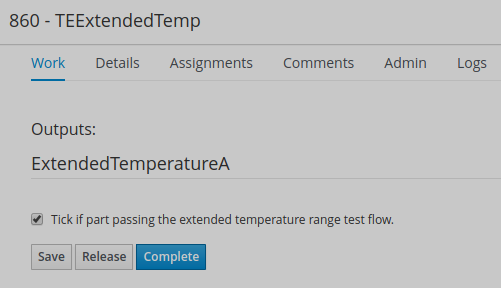 860 - TEExtendedTemp
Work Details Assignments Comments Admin Logs
Outputs:
ExtendedTemperatureA
Tick if part passing the extended temperature range test flow.
Save Release Complete